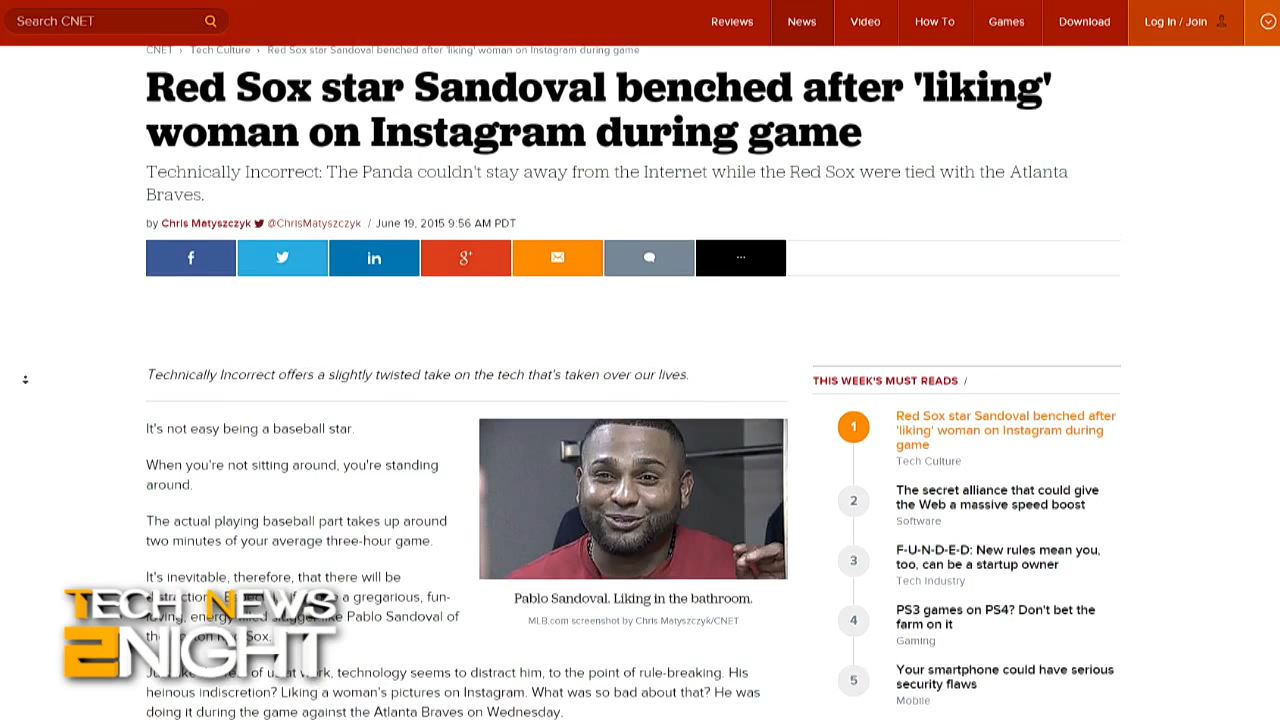 Search CNET
Reviews
News
Video
How To
Games
Download
Log In / Join
CNET › Tech Culture › Red Sox star Sandoval benched after 'liking' woman on Instagram during game
Red Sox star Sandoval benched after 'liking'
woman on Instagram during game
Technically Incorrect: The Panda couldn't stay away from the Internet while the Red Sox were tied with the Atlanta
Braves.
by Chris Matyszczyk @ChrisMatyszczyk / June 19, 2015 9:56 AM PDT
f
in
g+
...
Technically Incorrect offers a slightly twisted take on the tech that's taken over our lives.
It's not easy being a baseball star.
When you're not sitting around, you're standing
around.
The actual playing baseball part takes up around
two minutes of your average three-hour game.
It's inevitable, therefore, that there will be
a gregarious, fun-
energy Pablo Sandoval of
Sox.
Pablo Sandoval. Liking in the bathroom.
MLB.com screenshot by Chris Matyszczyk/CNET
of technology seems to distract him, to the point of rule-breaking. His
heinous indiscretion? Liking a woman's pictures on Instagram. What was so bad about that? He was
doing it during the game against the Atlanta Braves on Wednesday.
THIS WEEK'S MUST READS /
1
Red Sox star Sandoval benched after
'liking' woman on Instagram during
game
Tech Culture
2
The secret alliance that could give
the Web a massive speed boost
Software
3
F-U-N-D-E-D: New rules mean you,
too, can be a startup owner
Tech Industry
4
PS3 games on PS4? Don't bet the
farm on it
Gaming
5
Your smartphone could have serious
security flaws
Mobile
TECH NEWS
2NIGHT